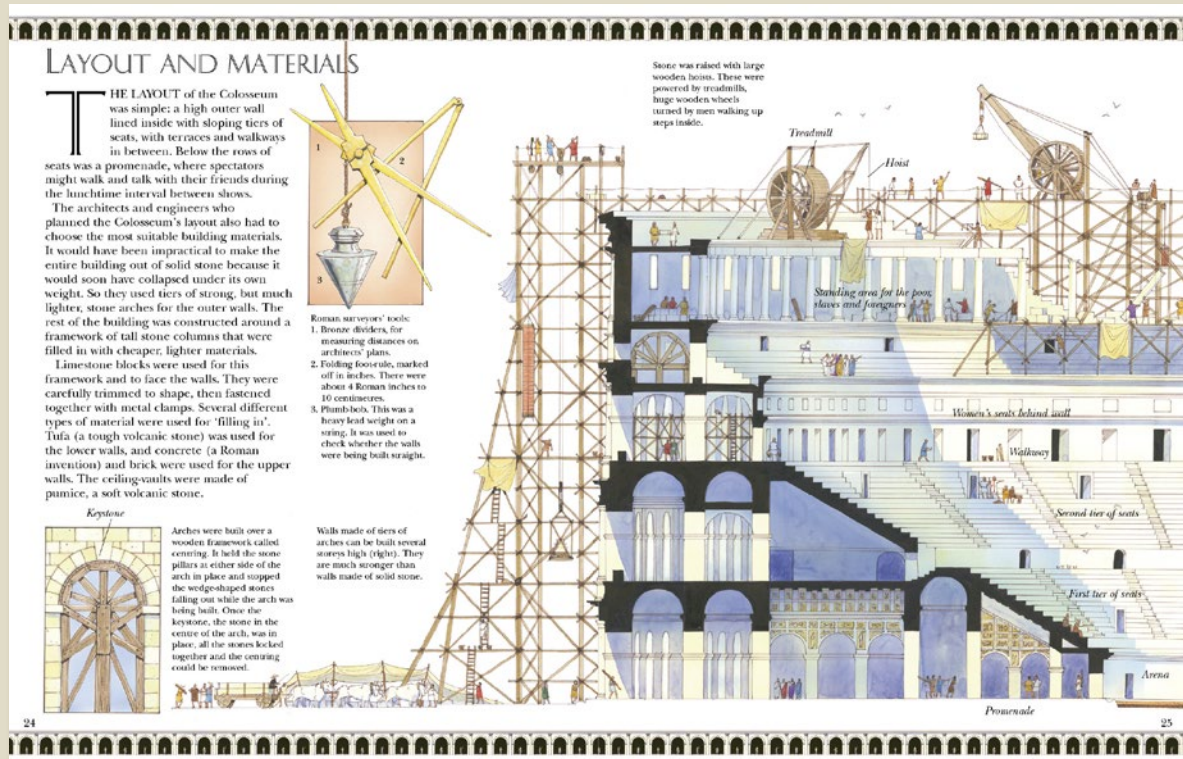 LAYOUT AND MATERIALS
THE LAYOUT of the Colosseum
was simple: a high outer wall
lined inside with sloping tiers of
seats, with terraces and walkways
in between. Below the rows of
seats was a promenade, where spectators
might walk and talk with their friends during
the lunchtime interval between shows.
The architects and engineers who
planned the Colosseum's layout also had to
choose the most suitable building materials.
It would have been impractical to make the
entire building out of solid stone because it
would soon have collapsed under its own
weight. So they used tiers of strong, but much
lighter, stone arches for the outer walls. The
rest of the building was constructed around a
framework of tall stone columns that were
filled in with cheaper, lighter materials.
Limestone blocks were used for this
framework and to face the walls. They were
carefully trimmed to shape, then fastened
together with metal clamps. Several different
types of material were used for 'filling in'.
Tufa (a tough volcanic stone) was used for
the lower walls, and concrete (a Roman
invention) and brick were used for the upper
walls. The ceiling-vaults were made of
pumice, a soft volcanic stone.
1
2
3
Roman surveyors' tools:
1. Bronze dividers, for
measuring distances on
architects' plans.
2. Folding foot-rule, marked
off in inches. There were
about 4 Roman inches to
10 centimetres.
3. Plumb-bob. This was a
heavy lead weight on a
string. It was used to
check whether the walls
were being built straight.
Keystone
Arches were built over a
wooden framework called
centring. It held the stone
pillars at either side of the
arch in place and stopped
the wedge-shaped stones
falling out while the arch was
being built. Once the
keystone, the stone in the
centre of the arch, was in
place, all the stones locked
together and the centring
could be removed.
Walls made of tiers of
arches can be built several
storeys high (right). They
are much stronger than
walls made of solid stone.
Stone was raised with large
wooden hoists. These were
powered by treadmills,
huge wooden wheels
turned by men walking up
steps inside.
Treadmill
Hoist
Standing area for the poor,
slaves and foreigners
Women's seats behind wall
Walkway
Second tier of seats
First tier of seats
Arena
Promenade
24
25